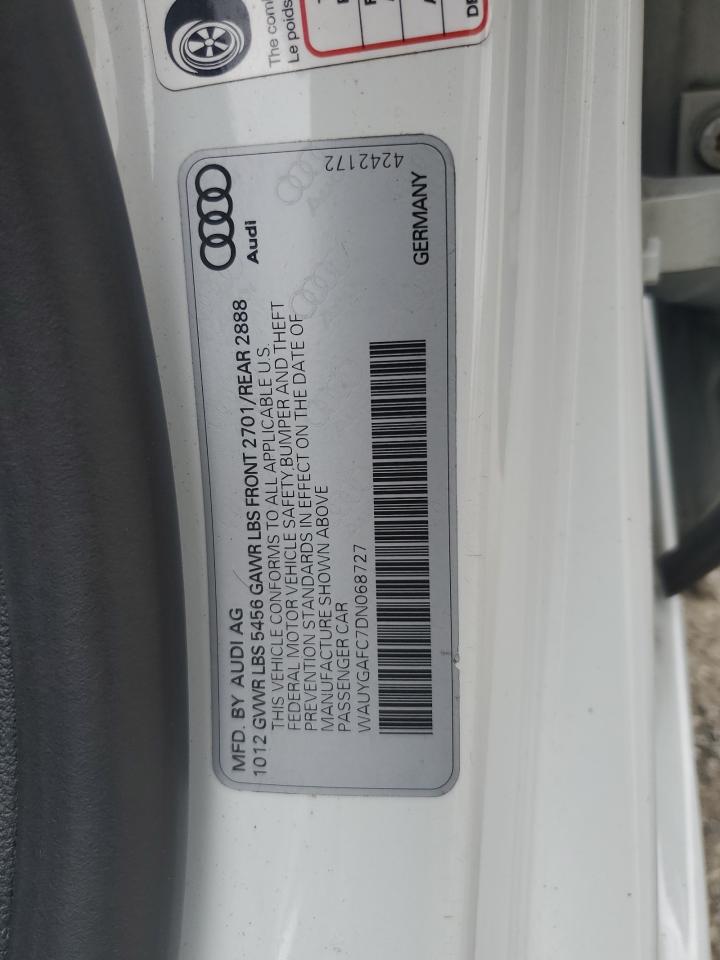 The com
Le poids
Audi
MFD. BY AUDI AG
1012 GVWR LBS 5456 GAWR LBS FRONT 2701/REAR 2888
THIS VEHICLE CONFORMS TO ALL APPLICABLE U.S.
FEDERAL MOTOR VEHICLE SAFETY, BUMPER AND THEFT
PREVENTION STANDARDS IN EFFECT ON THE DATE OF
MANUFACTURE SHOWN ABOVE
PASSENGER CAR
WAUYGAFC7DN068727
GERMANY
4242172